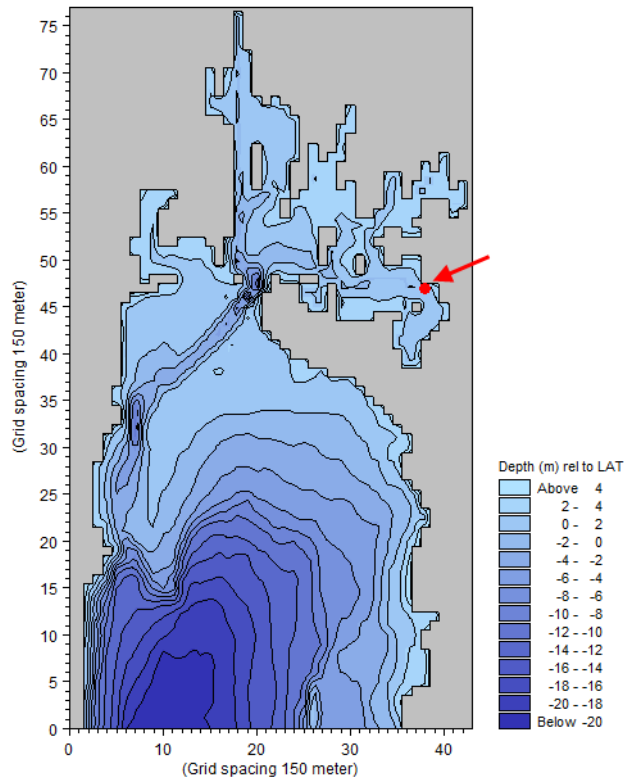 75
70
65
60
55
50
45
40
35
30
25
20
15
10
5
0
(Grid spacing 150 meter)
0 10 20 30 40
(Grid spacing 150 meter)
Depth (m) rel to LAT
Above 4
2 - 4
0 - 2
-2 - 0
-4 - -2
-6 - -4
-8 - -6
-10 - -8
-12 - -10
-14 - -12
-16 - -14
-18 - -16
-20 - -18
Below -20